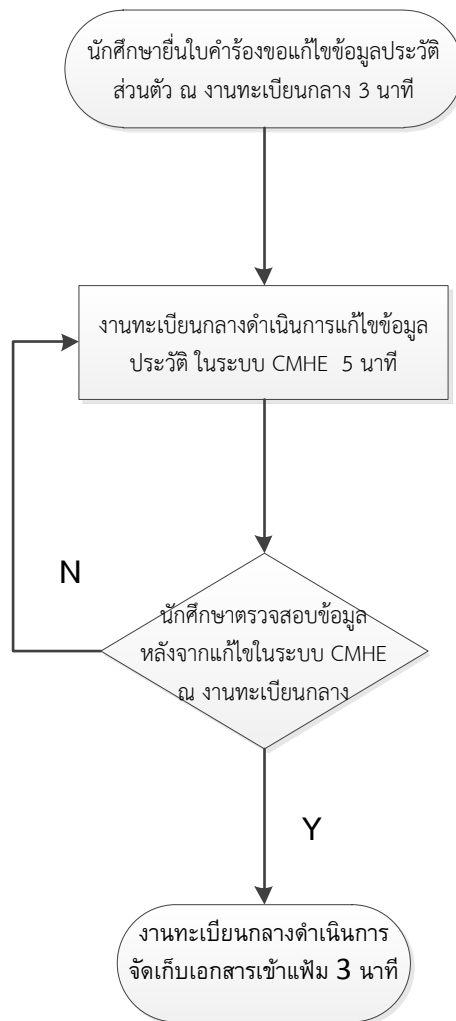 นักศึกษายื่นใบคำร้องขอแก้ไขข้อมูลประวัติ
ส่วนตัว ณ งานทะเบียนกลาง 3 นาที
งานทะเบียนกลางดำเนินการแก้ไขข้อมูล
ประวัติ ในระบบ CMHE 5 นาที
N
นักศึกษาตรวจสอบข้อมูล
หลังจากแก้ไขในระบบ CMHE
ณ งานทะเบียนกลาง
Y
งานทะเบียนกลางดำเนินการ
จัดเก็บเอกสารเข้าแฟ้ม 3 นาที